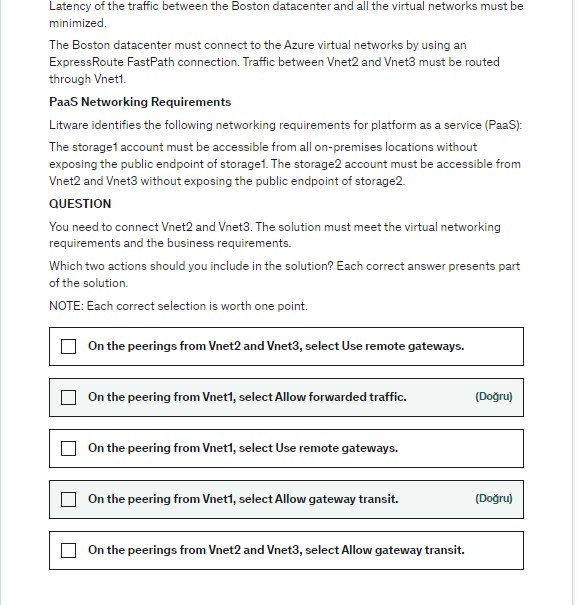 Latency of the traffic between the Boston datacenter and all the virtual networks must be
minimized.
The Boston datacenter must connect to the Azure virtual networks by using an
ExpressRoute FastPath connection. Traffic between Vnet2 and Vnet3 must be routed
through Vnet1.
PaaS Networking Requirements
Litware identifies the following networking requirements for platform as a service (PaaS):
The storage1 account must be accessible from all on-premises locations without
exposing the public endpoint of storage1. The storage2 account must be accessible from
Vnet2 and Vnet3 without exposing the public endpoint of storage2.
QUESTION
You need to connect Vnet2 and Vnet3. The solution must meet the virtual networking
requirements and the business requirements.
Which two actions should you include in the solution? Each correct answer presents part
of the solution.
NOTE: Each correct selection is worth one point.
On the peerings from Vnet2 and Vnet3, select Use remote gateways.
On the peering from Vnet1, select Allow forwarded traffic. (Doğru)
On the peering from Vnet1, select Use remote gateways.
On the peering from Vnet1, select Allow gateway transit. (Doğru)
On the peerings from Vnet2 and Vnet3, select Allow gateway transit.